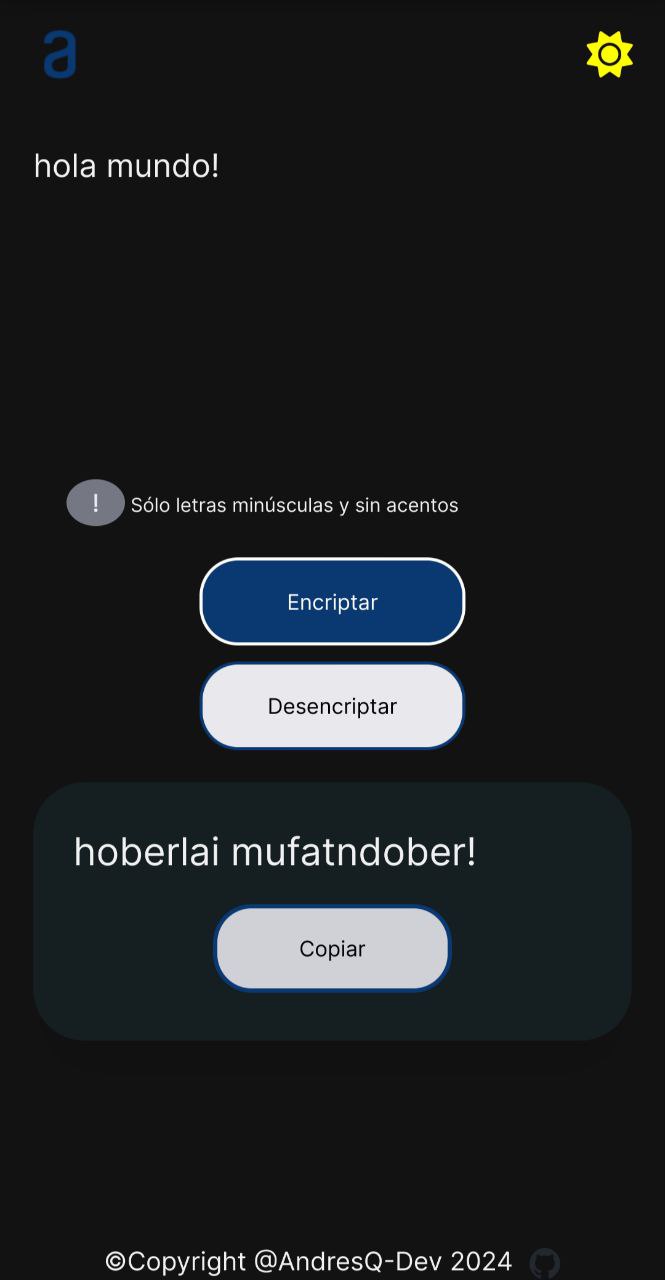 a
hola mundo!
! Sólo letras minúsculas y sin acentos
Encriptar
Desencriptar
hoberlai mufatndober!
Copiar
©Copyright @AndresQ-Dev 2024